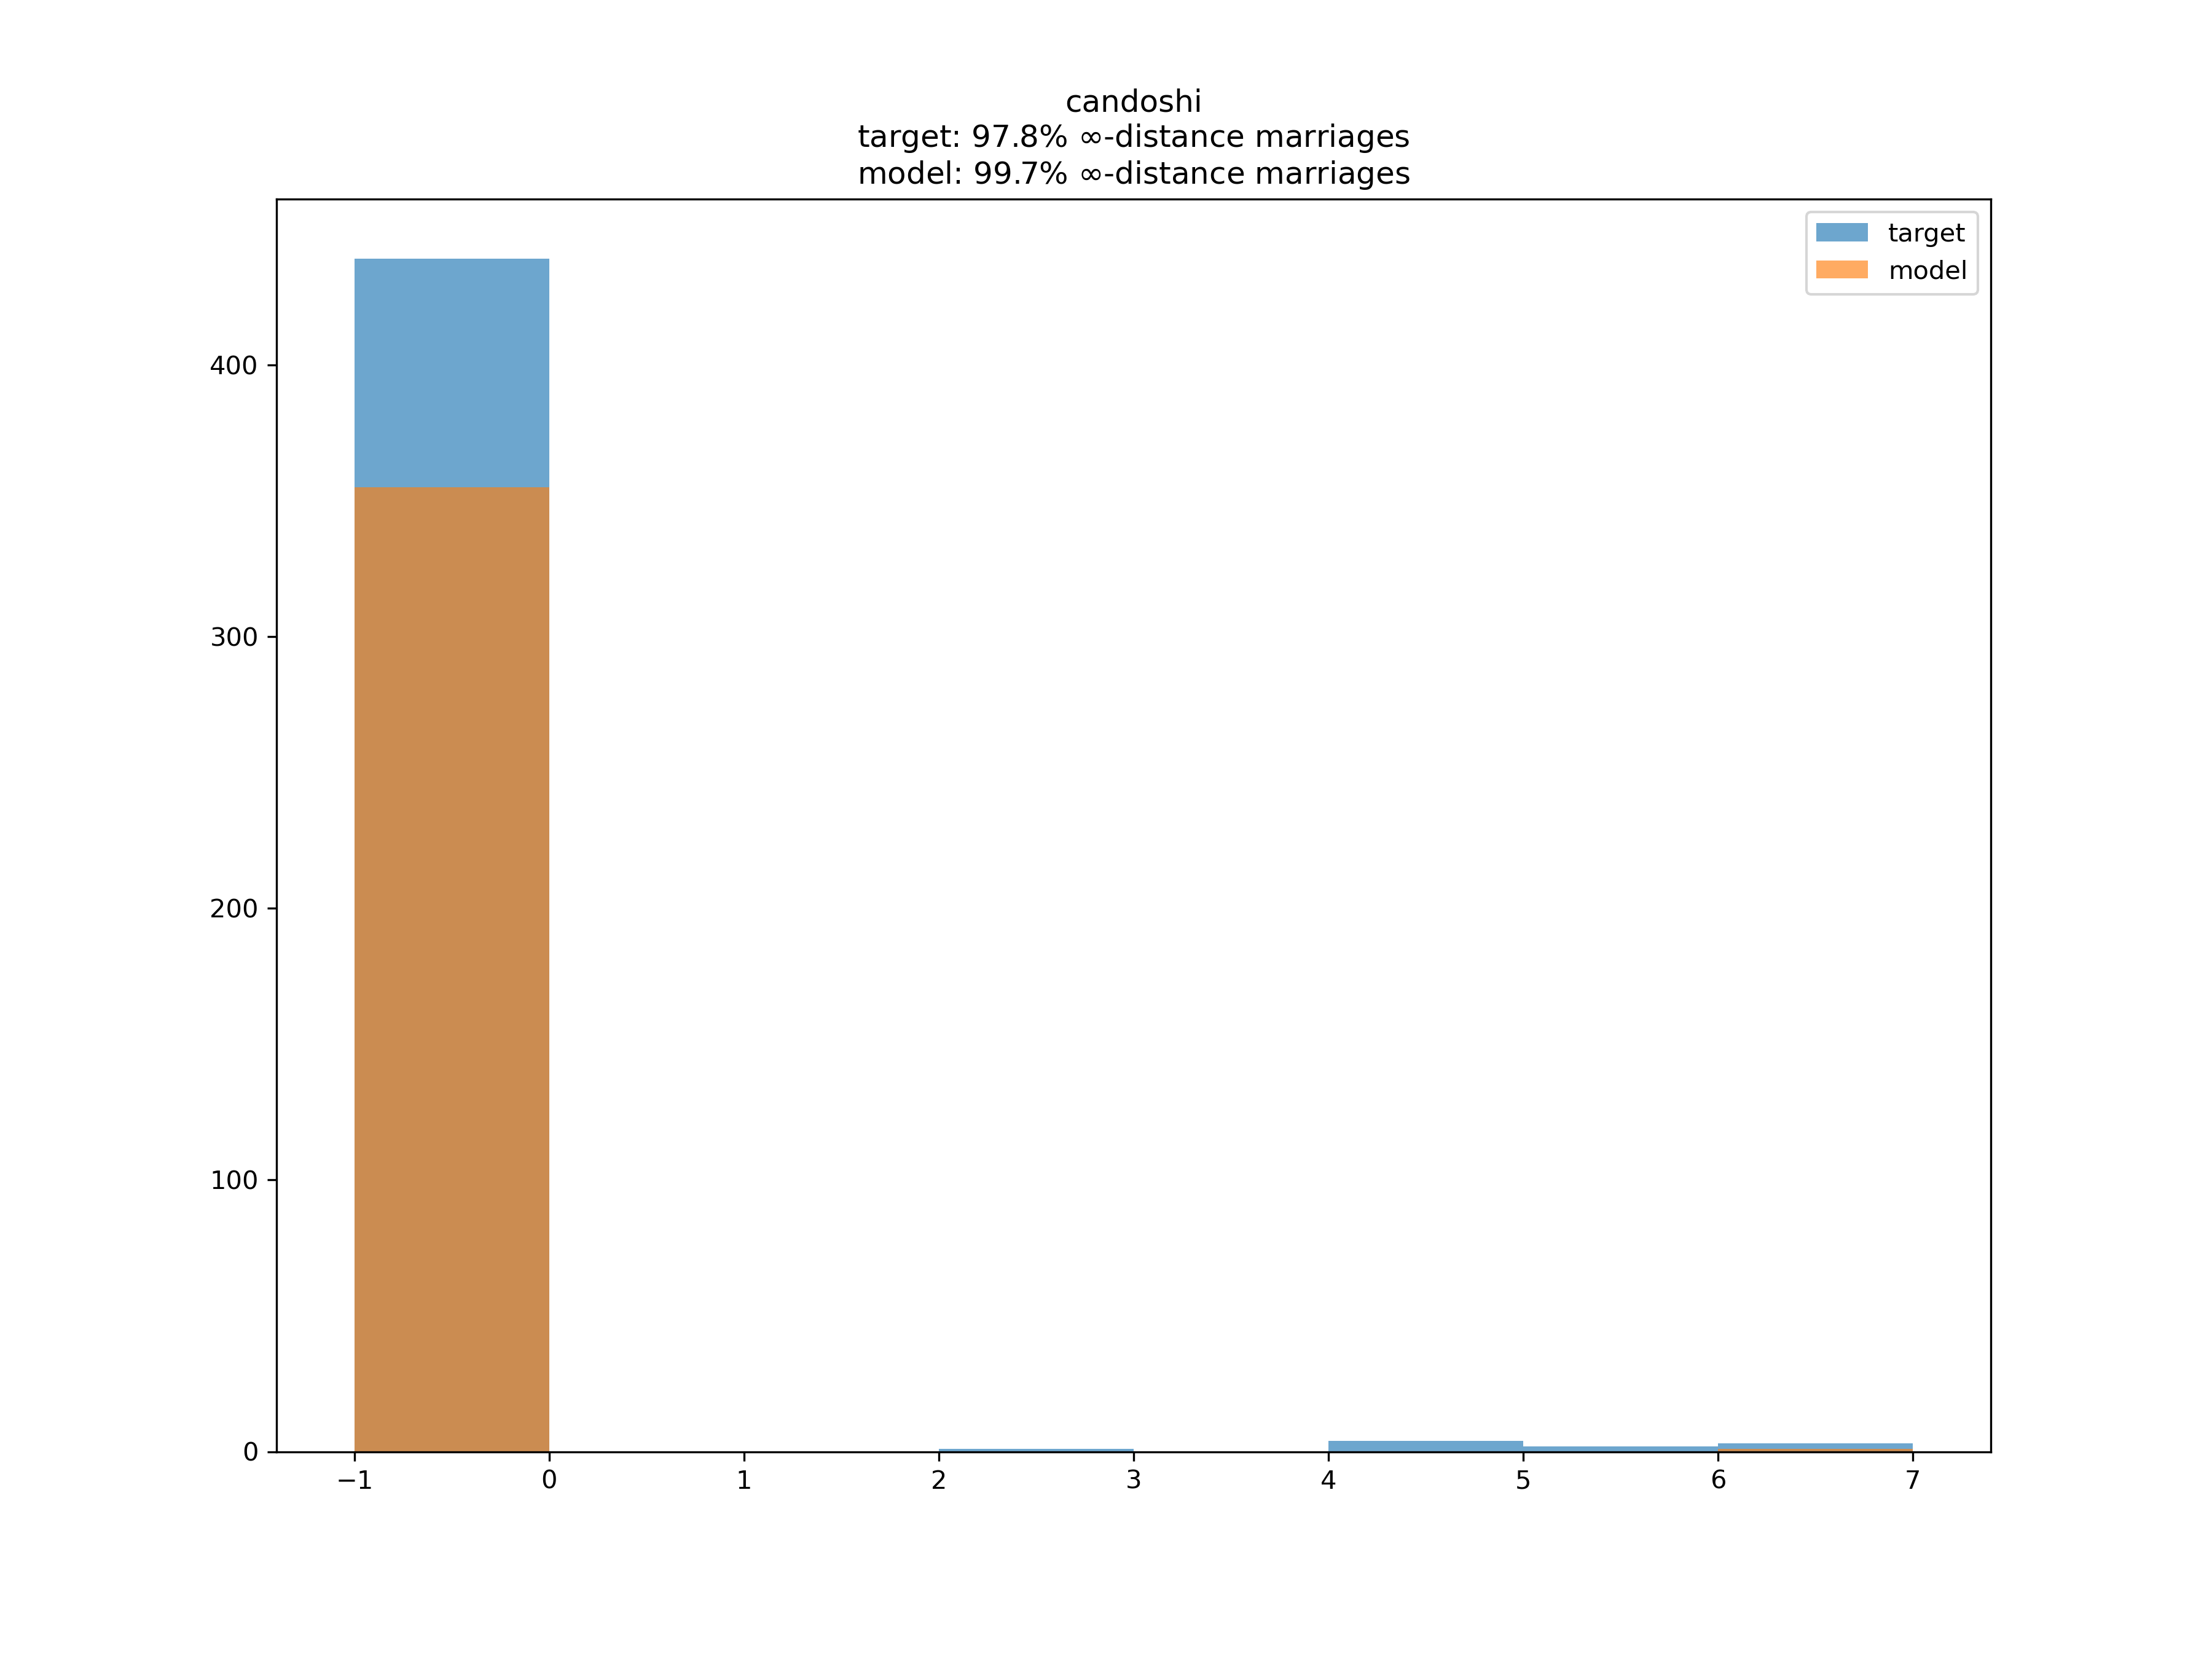 candoshi
target: 97.8% ∞-distance marriages
model: 99.7% ∞-distance marriages
target
model
400
300
200
100
0
−1 0 1 2 3 4 5 6 7